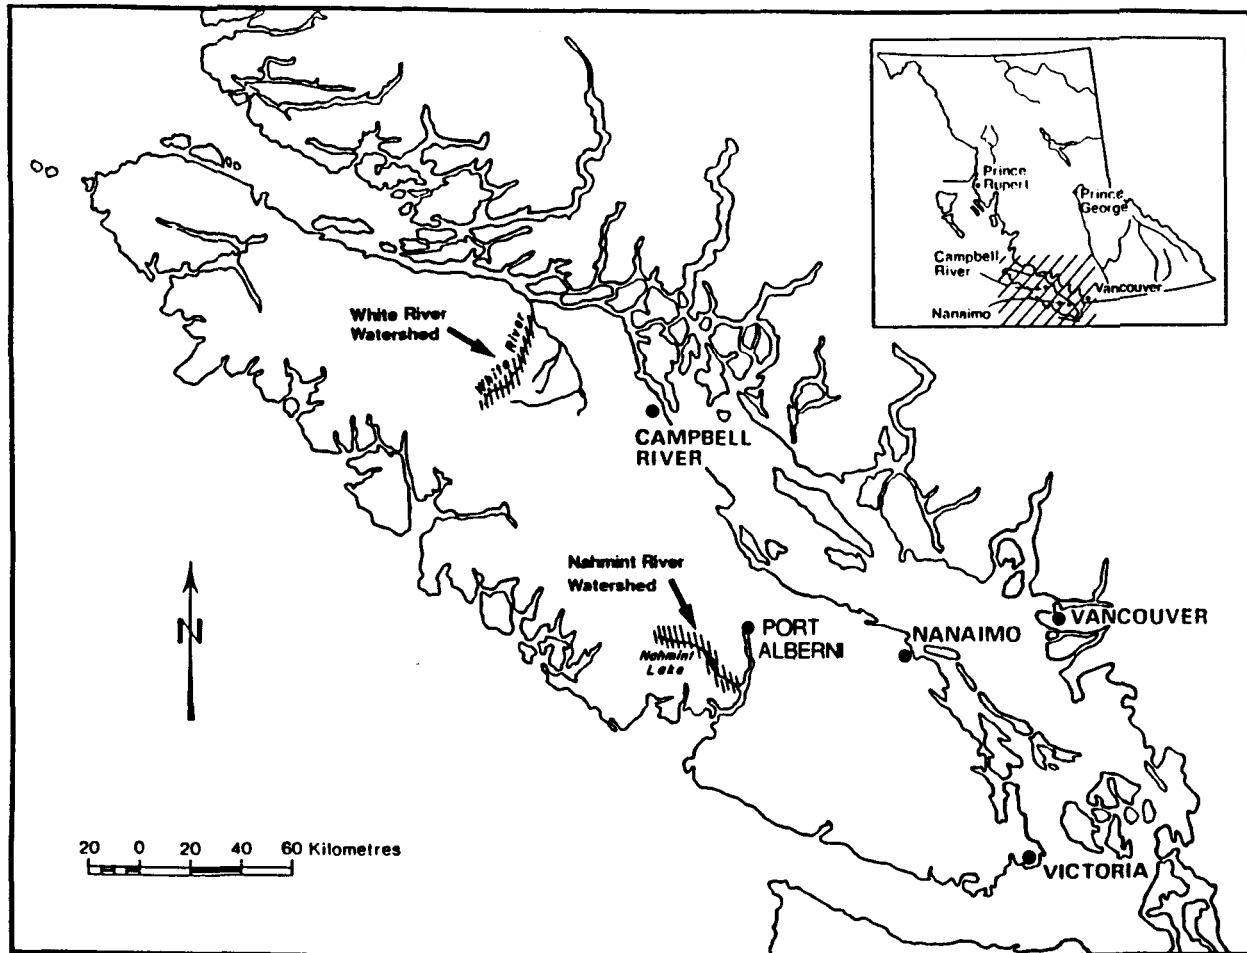 Prince
Rupert
Prince
George
Campbell
River
Vancouver
Nanaimo
White River
Watershed
White River
CAMPBELL
RIVER
Nahmint River
Watershed
Nahmint
Lake
PORT
ALBERNI
NANAIMO
VANCOUVER
N
20 0 20 40 60 Kilometres
VICTORIA